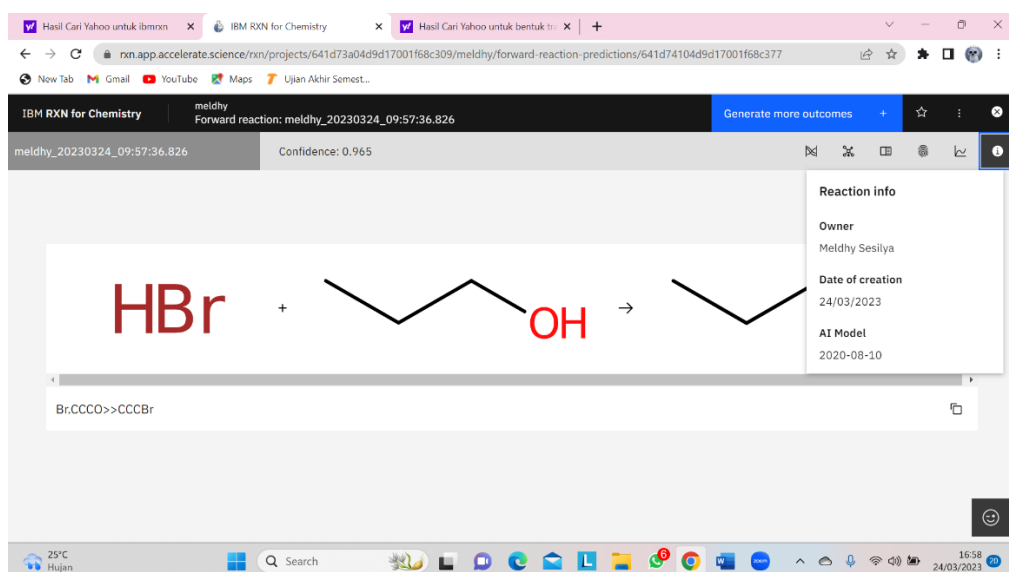 Hasil Cari Yahoo untuk ibmrxn
IBM RXN for Chemistry
Hasil Cari Yahoo untuk bentuk tra
rxn.app.accelerate.science/rxn/projects/641d73a04d9d17001f68c309/meldhy/forward-reaction-predictions/641d74104d9d17001f68c377
New Tab
Gmail
YouTube
Maps
Ujian Akhir Semest...
IBM RXN for Chemistry
meldhy
Forward reaction: meldhy_20230324_09:57:36.826
Generate more outcomes +
meldhy_20230324_09:57:36.826
Confidence: 0.965
Reaction info
Owner
Meldhy Sesilya
Date of creation
24/03/2023
AI Model
2020-08-10
HBr + OH →
Br.CCCO>>CCCBr
25°C
Hujan
Search
6
zoom
16:58
24/03/2023
20